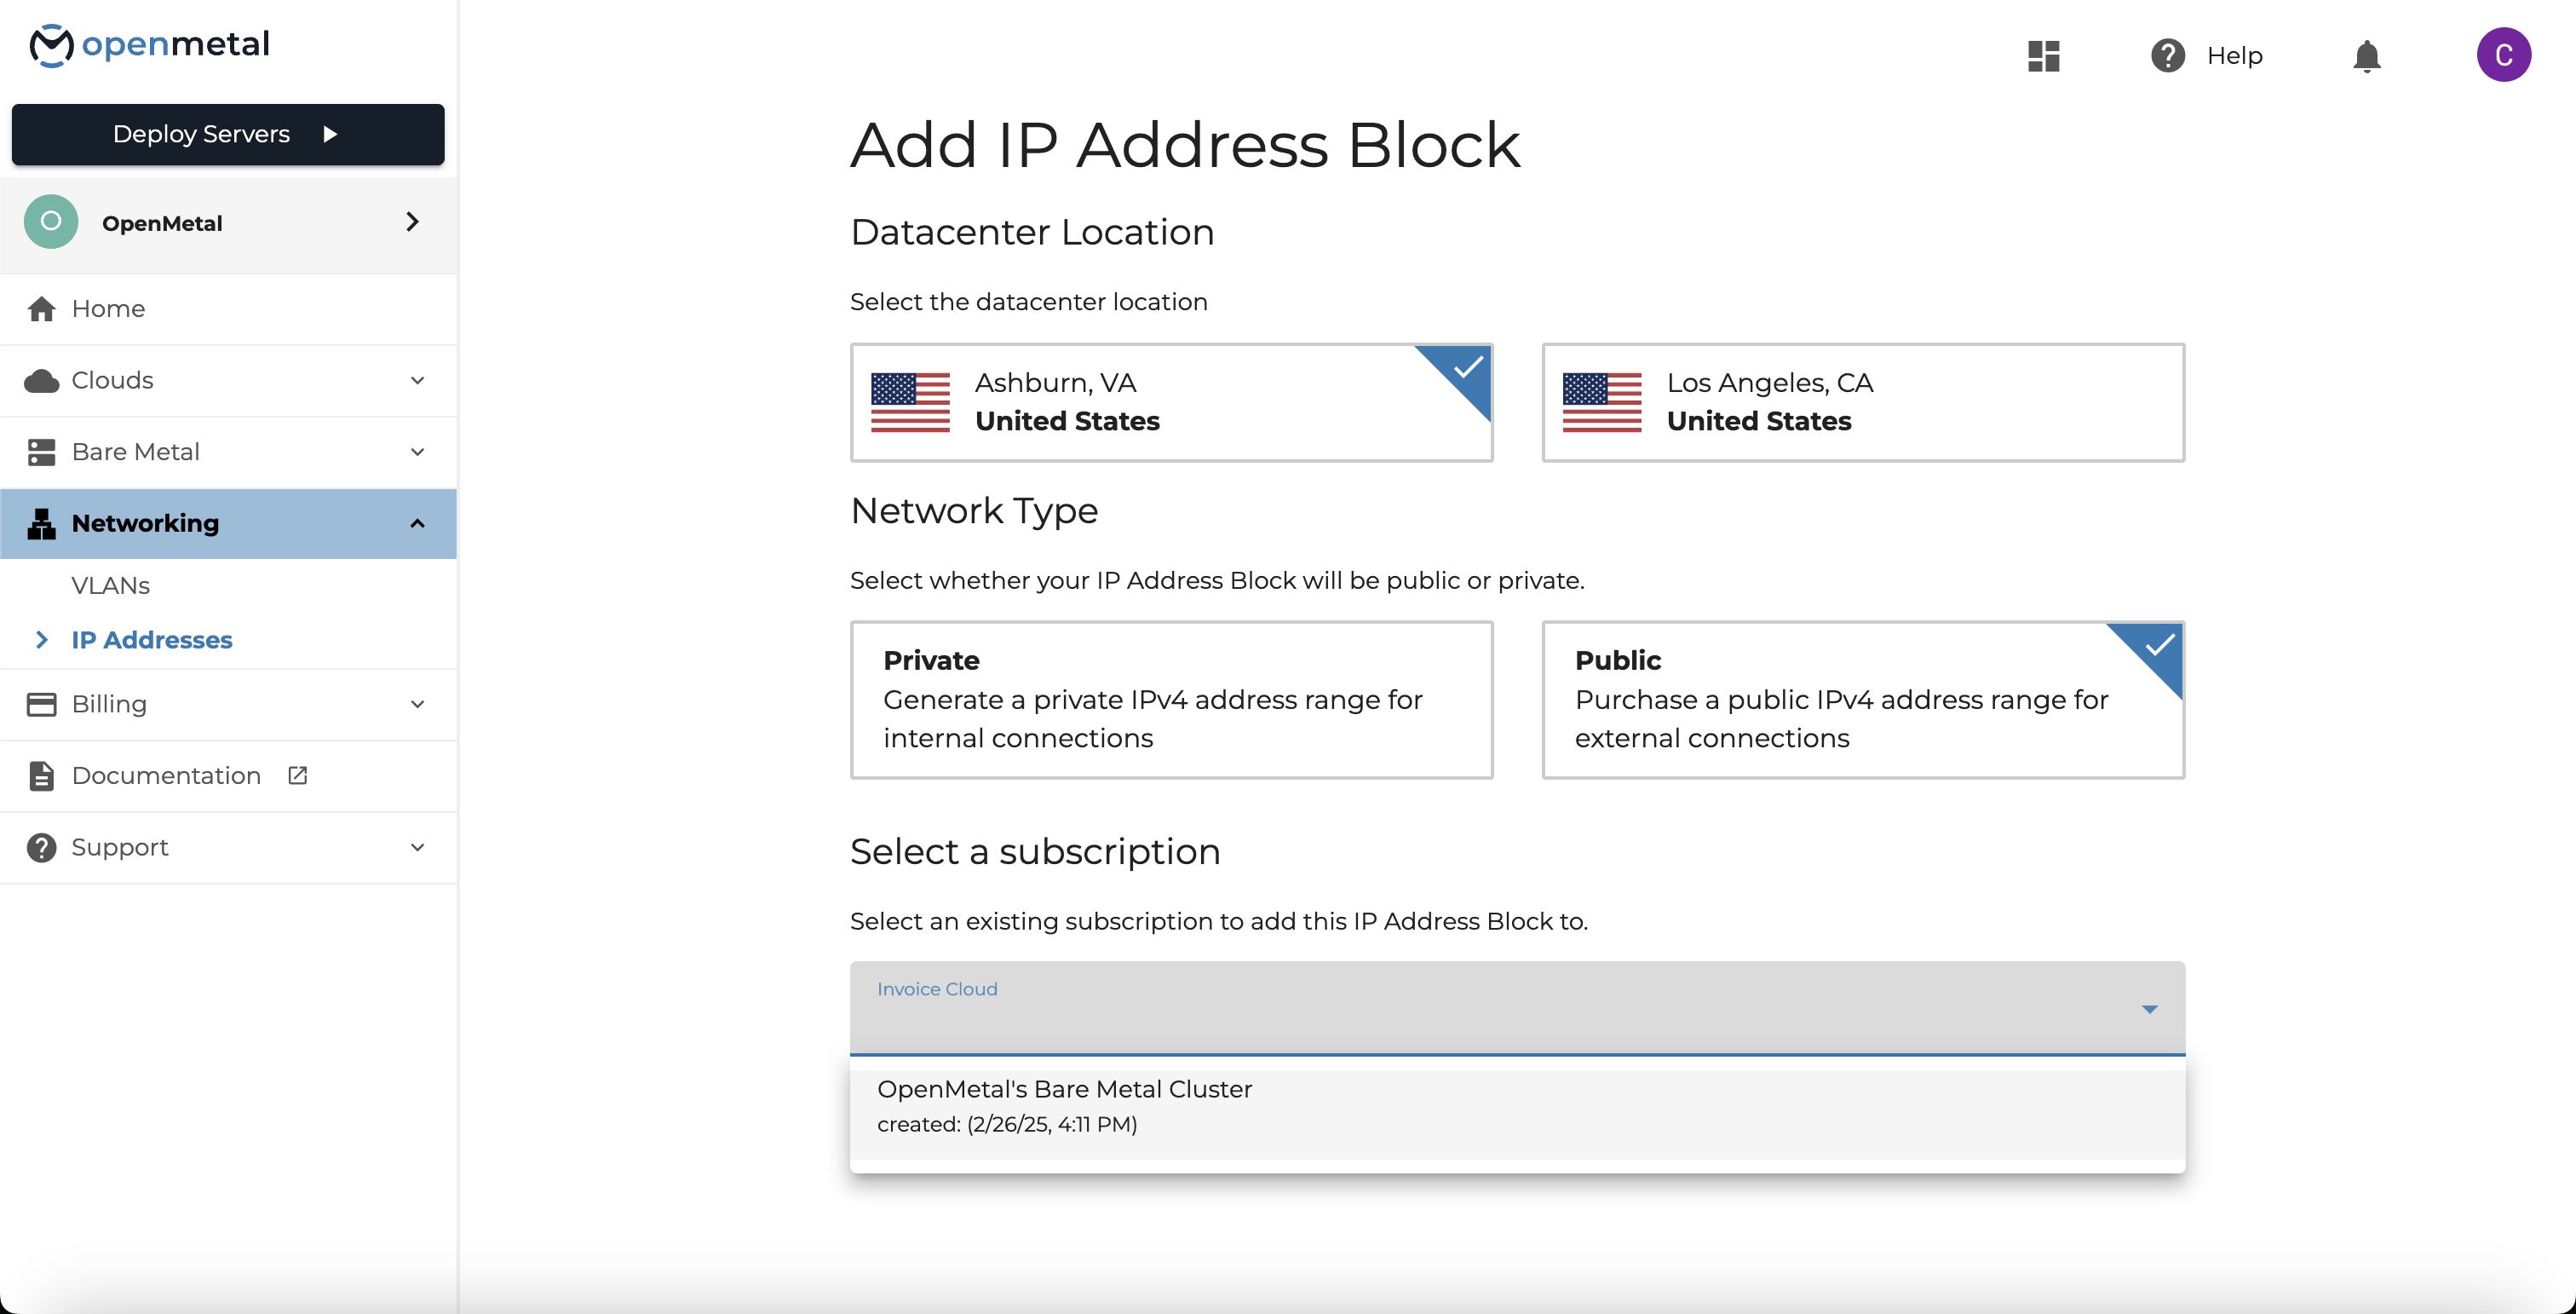 openmetal
Deploy Servers
O
OpenMetal
Home
Clouds
Bare Metal
Networking
VLANs
IP Addresses
Billing
Documentation
Support
Help
C
Add IP Address Block
Datacenter Location
Select the datacenter location
Ashburn, VA
United States
Los Angeles, CA
United States
Network Type
Select whether your IP Address Block will be public or private.
Private
Generate a private IPv4 address range for
internal connections
Public
Purchase a public IPv4 address range for
external connections
Select a subscription
Select an existing subscription to add this IP Address Block to.
Invoice Cloud
OpenMetal's Bare Metal Cluster
created: (2/26/25, 4:11 PM)